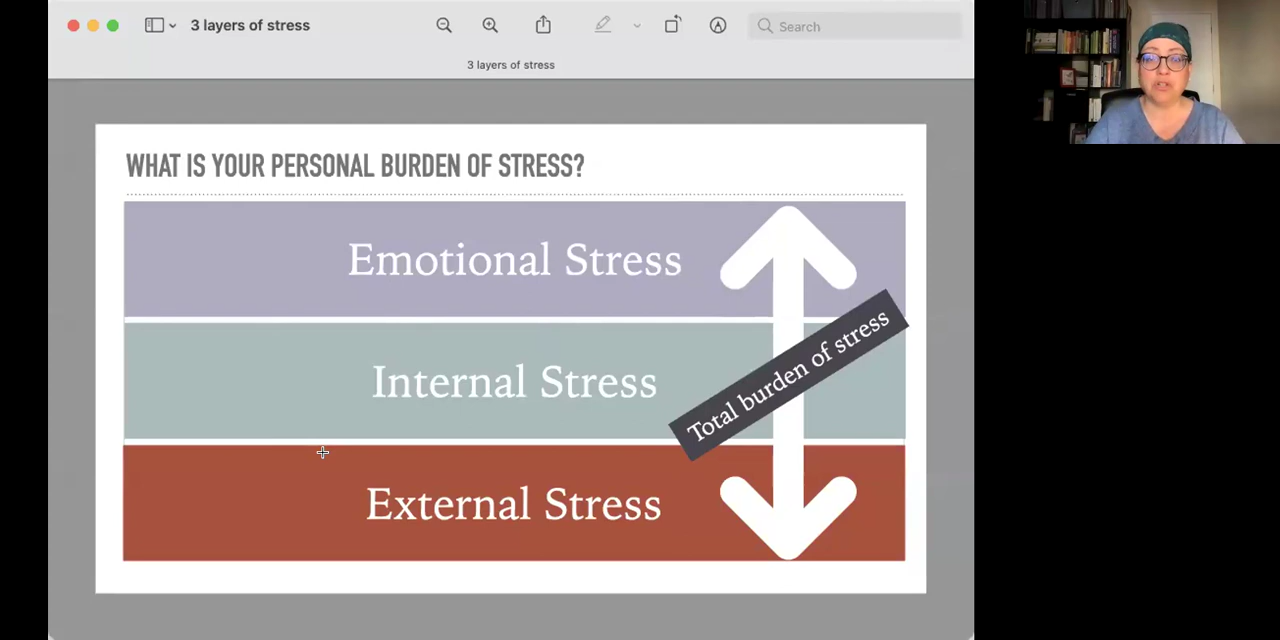 3 layers of stress
Search
3 layers of stress
WHAT IS YOUR PERSONAL BURDEN OF STRESS?
Emotional Stress
Internal Stress
Total burden of stress
External Stress